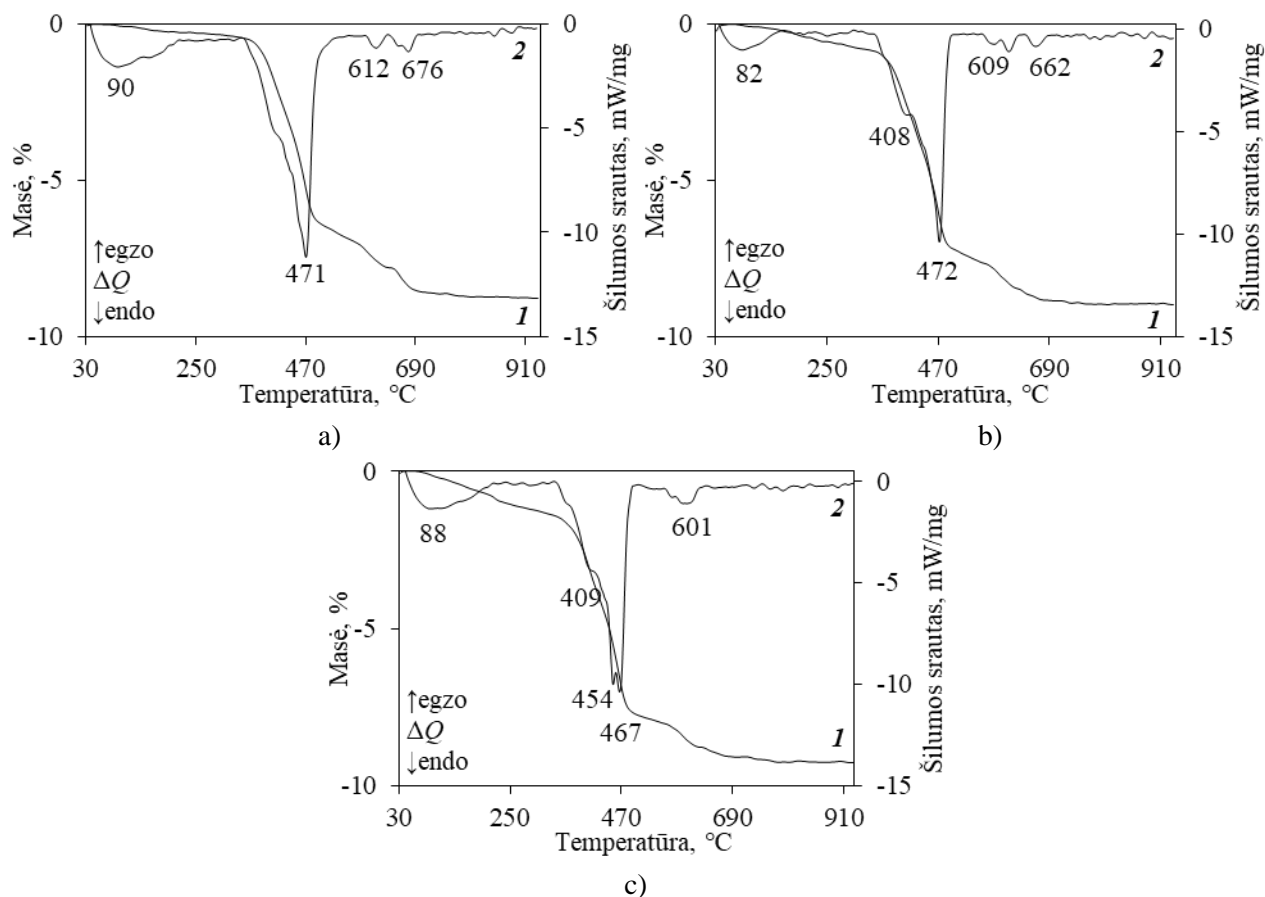 0
-5
-10
Masė, %
90
471
612
676
2
1
↑egzo
ΔQ
↓endo
0
-5
-10
-15
Šilumos srautas, mW/mg
30 250 470 690 910
Temperatūra, °C
a)
0
-5
-10
Masė, %
82
408
472
609
662
2
1
↑egzo
ΔQ
↓endo
0
-5
-10
-15
Šilumos srautas, mW/mg
30 250 470 690 910
Temperatūra, °C
b)
0
-5
-10
Masė, %
88
409
454
467
601
2
1
↑egzo
ΔQ
↓endo
0
-5
-10
-15
Šilumos srautas, mW/mg
30 250 470 690 910
Temperatūra, °C
c)